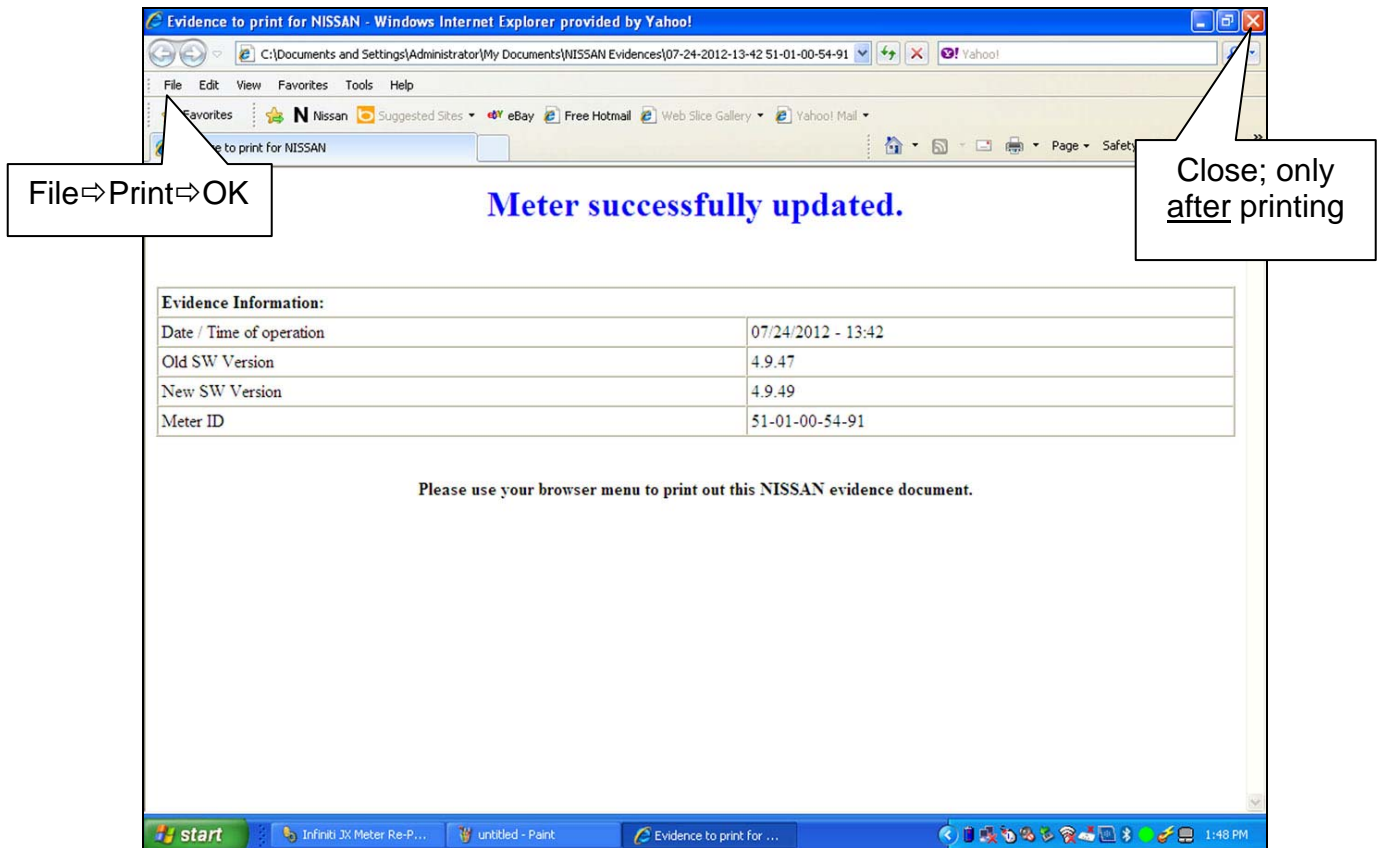 Evidence to print for NISSAN - Windows Internet Explorer provided by Yahoo!
C:\Documents and Settings\Administrator\My Documents\NISSAN Evidences\07-24-2012-13-42 51-01-00-54-91
Yahoo!
File Edit View Favorites Tools Help
Favorites N Nissan Suggested Sites eBay Free Hotmail Web Slice Gallery Yahoo! Mail
to print for NISSAN
Page
»
File⇨Print⇨OK
Close; only
after printing
Meter successfully updated.
Evidence Information:
Date / Time of operation 07/24/2012 - 13:42
Old SW Version 4.9.47
New SW Version 4.9.49
Meter ID 51-01-00-54-91
Please use your browser menu to print out this NISSAN evidence document.
start Infiniti JX Meter Re-P... untitled - Paint Evidence to print for ... 1:48 PM